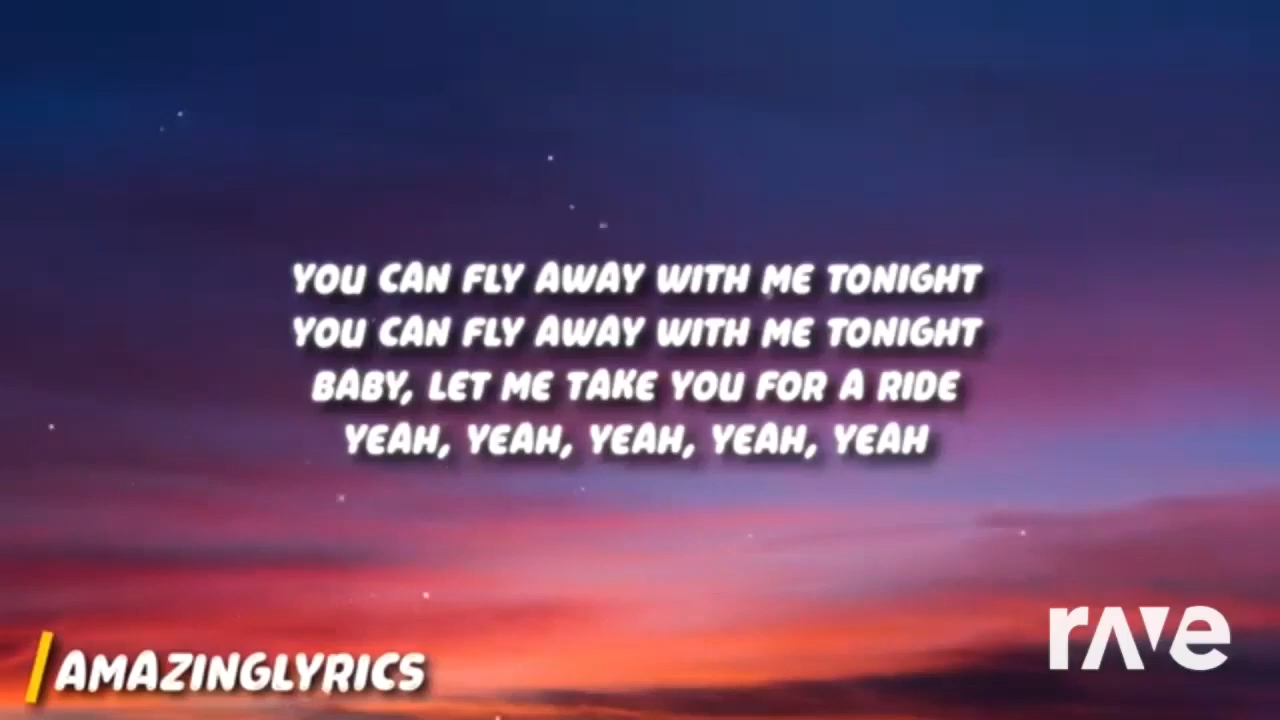 YOU CAN FLY AWAY WITH ME TONIGHT
YOU CAN FLY AWAY WITH ME TONIGHT
BABY, LET ME TAKE YOU FOR A RIDE
YEAH, YEAH, YEAH, YEAH, YEAH
AMAZINGLYRICS
rave